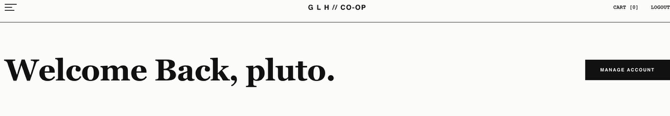 G L H // CO-OP
CART [0] LOGOUT
Welcome Back, pluto.
MANAGE ACCOUNT